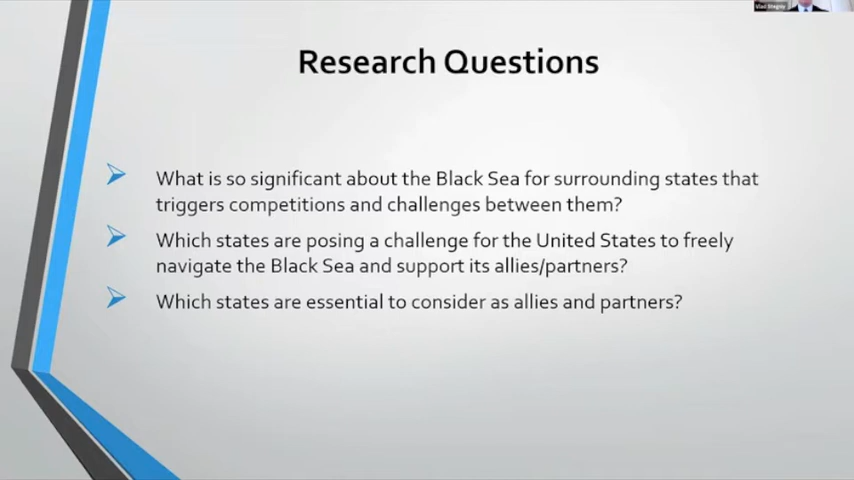 Research Questions
What is so significant about the Black Sea for surrounding states that
triggers competitions and challenges between them?
Which states are posing a challenge for the United States to freely
navigate the Black Sea and support its allies/partners?
Which states are essential to consider as allies and partners?